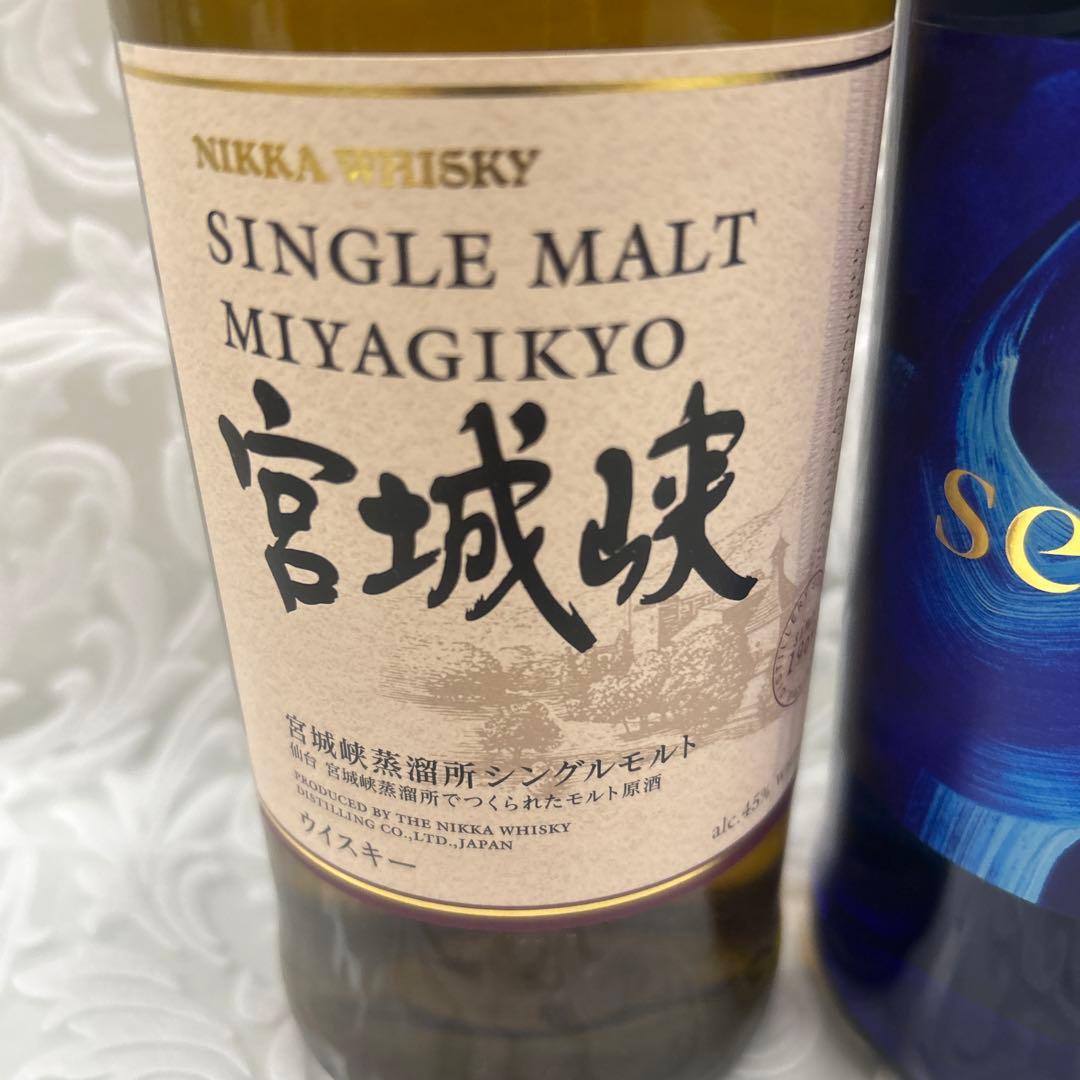 NIKKA WHISKY
SINGLE MALT
MIYAGIKYO
宮城峡
宮城峡蒸溜所 シングルモルト
仙台 宮城峡蒸溜所でつくられたモルト原酒
PRODUCED BY THE NIKKA WHISKY
DISTILLING CO.,LTD.,JAPAN
ウイスキー
alc.45%
se